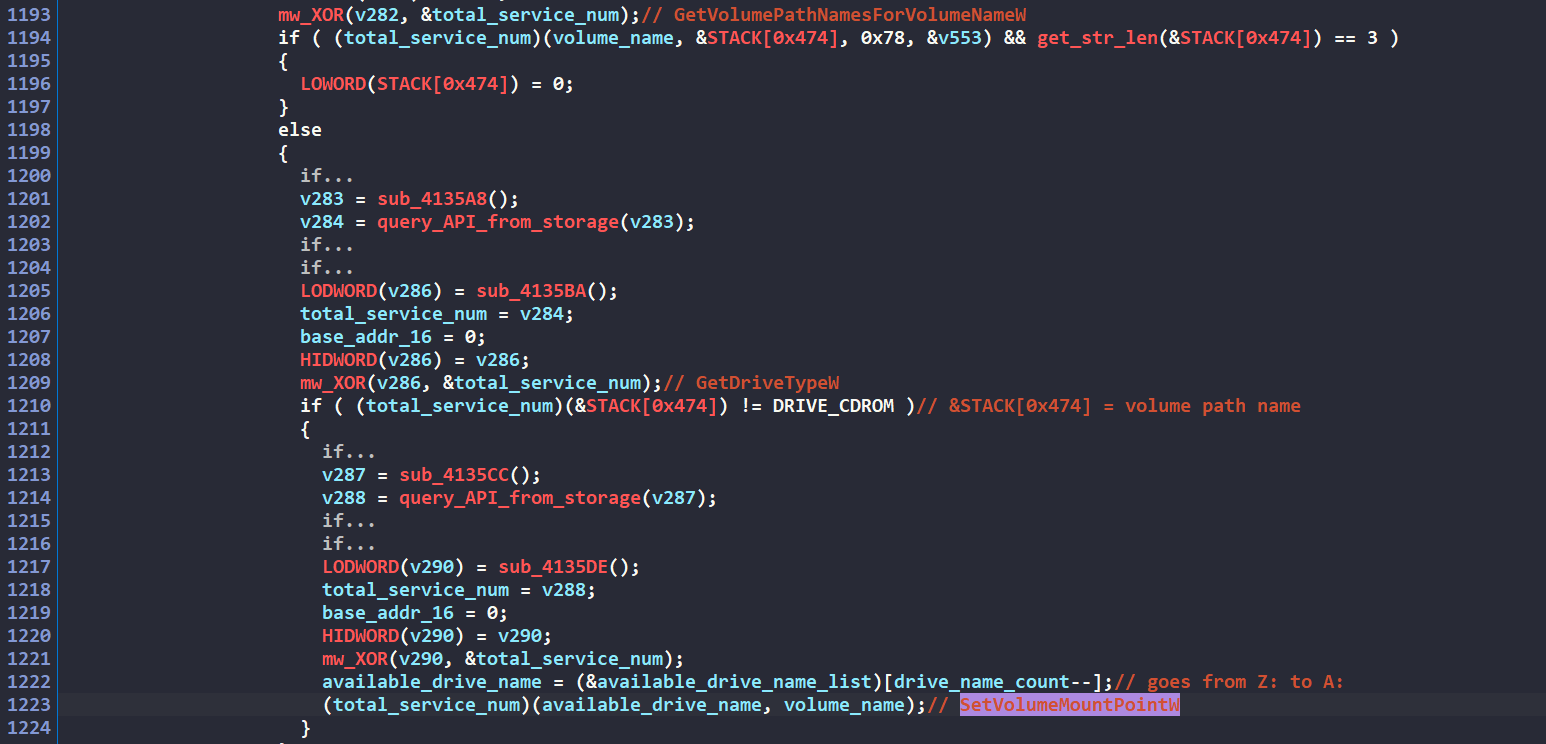 1193 mw_XOR(v282, &total_service_num);// GetVolumePathNamesForVolumeNameW
1194 if ( (total_service_num)(volume_name, &STACK[0x474], 0x78, &v553) && get_str_len(&STACK[0x474]) == 3 )
1195 {
1196 LOWORD(STACK[0x474]) = 0;
1197 }
1198 else
1199 {
1200 if...
1201 v283 = sub_4135A8();
1202 v284 = query_API_from_storage(v283);
1203 if...
1204 if...
1205 LODWORD(v286) = sub_4135BA();
1206 total_service_num = v284;
1207 base_addr_16 = 0;
1208 HIDWORD(v286) = v286;
1209 mw_XOR(v286, &total_service_num);// GetDriveTypeW
1210 if ( (total_service_num)(&STACK[0x474]) != DRIVE_CDROM )// &STACK[0x474] = volume path name
1211 {
1212 if...
1213 v287 = sub_4135CC();
1214 v288 = query_API_from_storage(v287);
1215 if...
1216 if...
1217 LODWORD(v290) = sub_4135DE();
1218 total_service_num = v288;
1219 base_addr_16 = 0;
1220 HIDWORD(v290) = v290;
1221 mw_XOR(v290, &total_service_num);
1222 available_drive_name = (&available_drive_name_list)[drive_name_count--];// goes from Z: to A:
1223 (total_service_num)(available_drive_name, volume_name);// SetVolumeMountPointW
1224 }